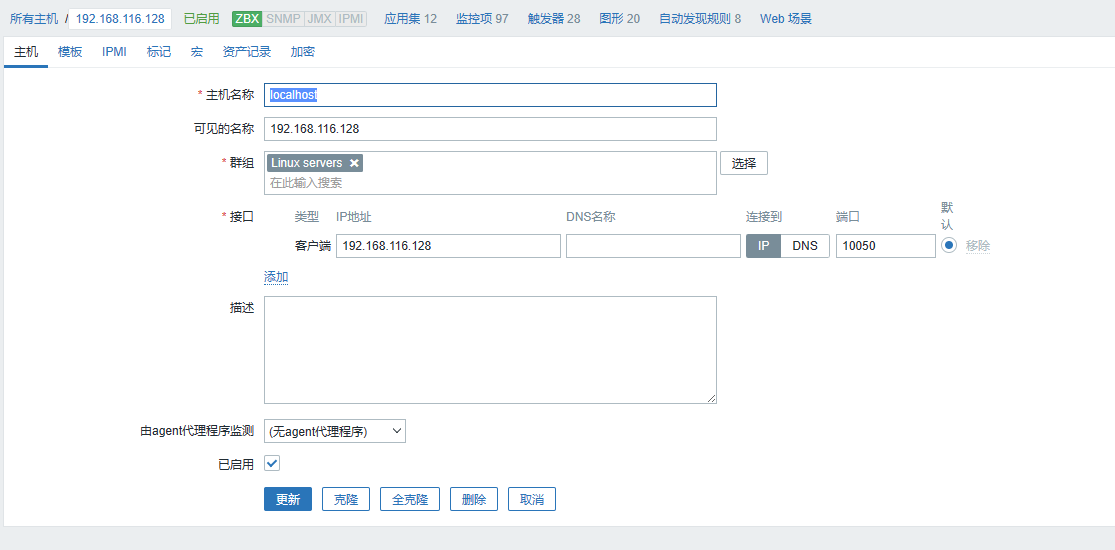 所有主机 / 192.168.116.128 已启用 ZBX SNMP JMX IPMI 应用集 12 监控项 97 触发器 28 图形 20 自动发现规则 8 Web 场景
主机 模板 IPMI 标记 宏 资产记录 加密
* 主机名称 localhost
可见的名称 192.168.116.128
* 群组 Linux servers × 选择
在此输入搜索
* 接口 类型 IP地址 DNS名称 连接到 端口 默认
客户端 192.168.116.128 IP DNS 10050 移除
添加
描述
由agent代理程序监测 (无agent代理程序)
已启用
更新 克隆 全克隆 删除 取消